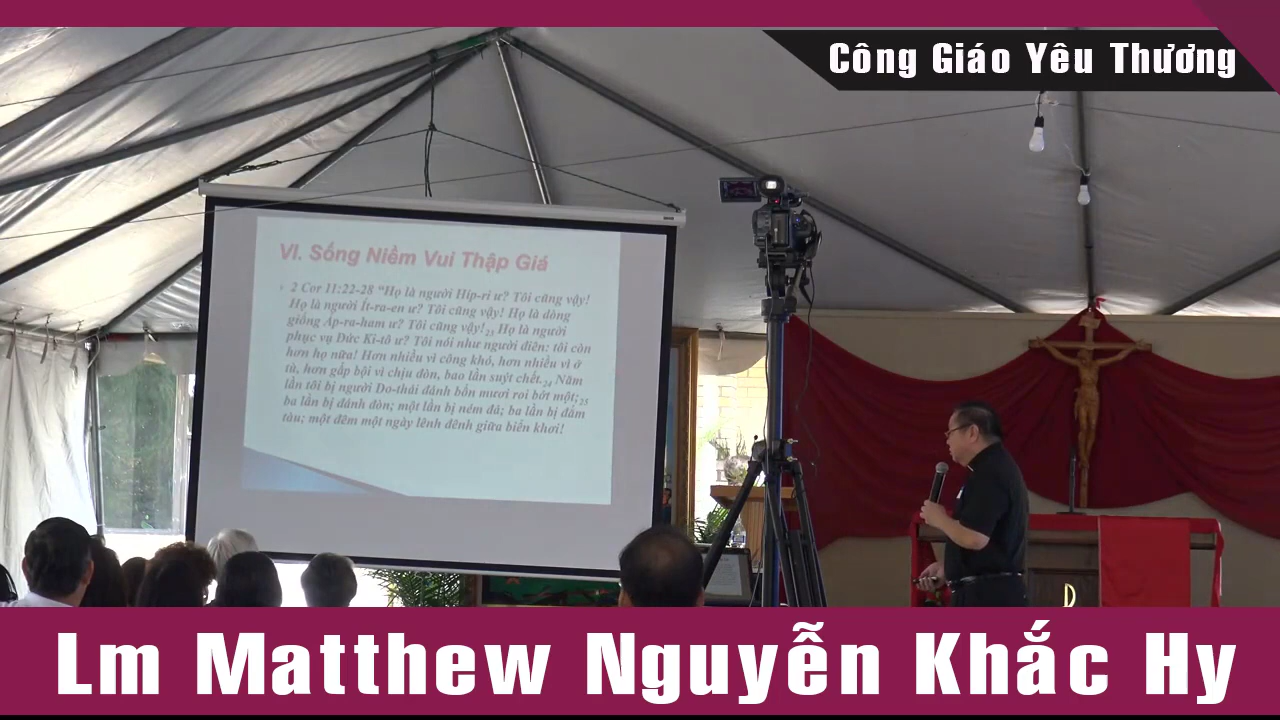 Công Giáo Yêu Thương
VI. Sống Niềm Vui Thập Giá
2 Cor 11:22-28 “Họ là người Híp-ri ư? Tôi cũng vậy!
Họ là người Ít-ra-en ư? Tôi cũng vậy! Họ là dòng
giống Áp-ra-ham ư? Tôi cũng vậy!23 Họ là người
phục vụ Đức Ki-tô ư? Tôi nói như người điên: tôi còn
hơn họ nữa! Hơn nhiều vì công khó, hơn nhiều vì ở
tù, hơn gấp bội vì chịu đòn, bao lần suýt chết.24 Năm
lần tôi bị người Do-thái đánh bốn mươi roi bớt một;25
ba lần bị đánh đòn; một lần bị ném đá; ba lần bị đắm
tàu; một đêm một ngày lênh đênh giữa biển khơi!
Lm Matthew Nguyễn Khắc Hy